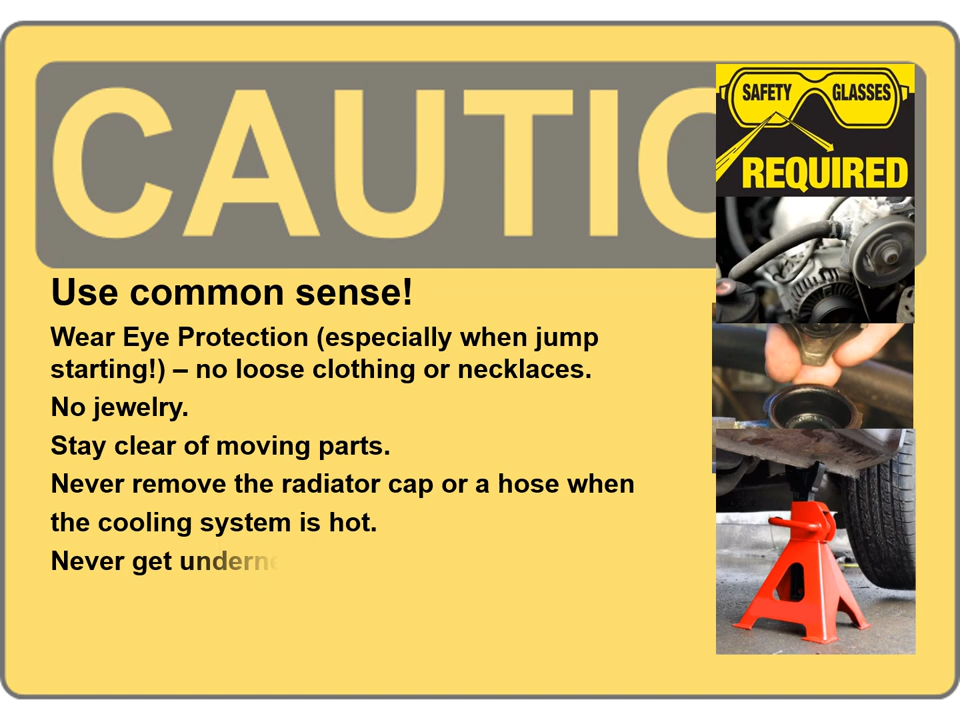 CAUTIO
SAFETY GLASSES
REQUIRED
Use common sense!
Wear Eye Protection (especially when jump
starting!) – no loose clothing or necklaces.
No jewelry.
Stay clear of moving parts.
Never remove the radiator cap or a hose when
the cooling system is hot.
Never get